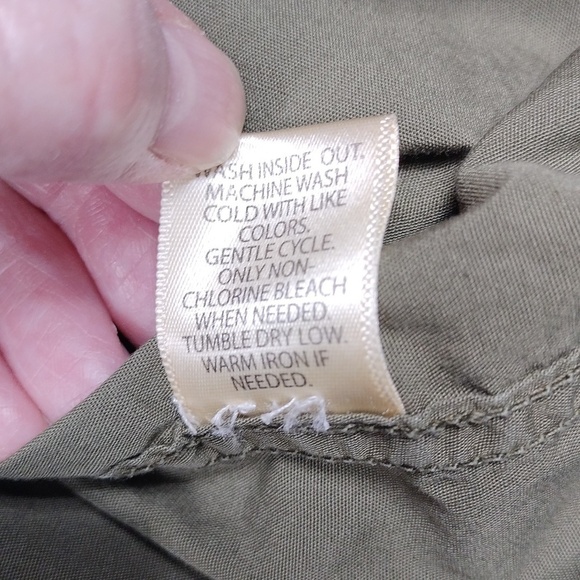 WASH INSIDE OUT.
MACHINE WASH
COLD WITH LIKE
COLORS.
GENTLE CYCLE.
ONLY NON-
CHLORINE BLEACH
WHEN NEEDED.
TUMBLE DRY LOW.
WARM IRON IF
NEEDED.